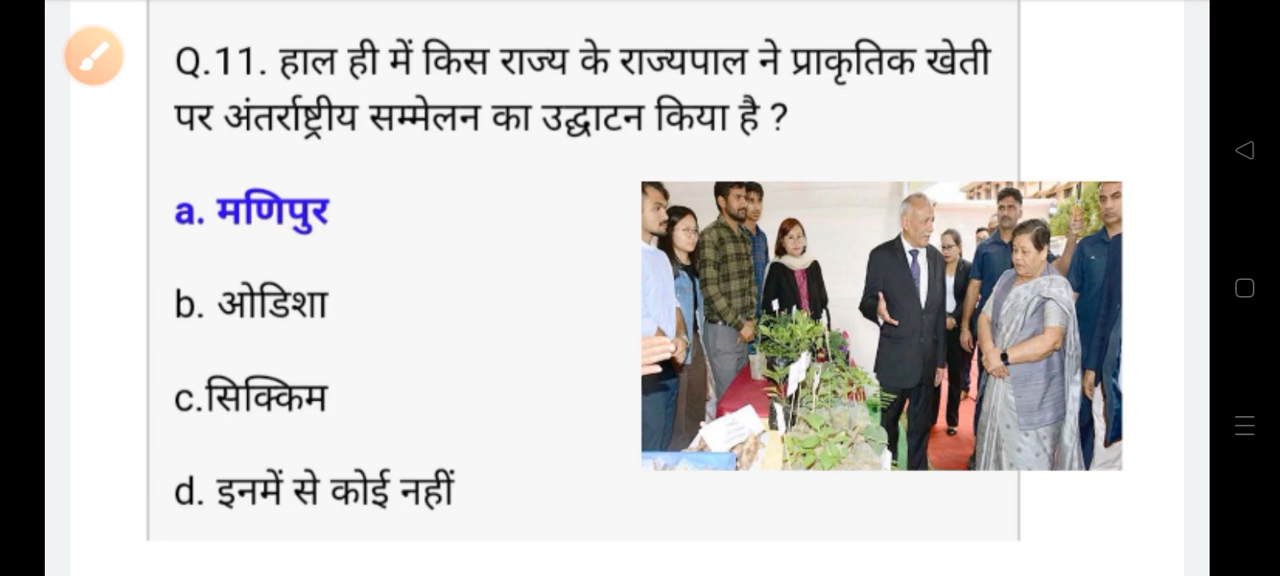 Q.11. हाल ही में किस राज्य के राज्यपाल ने प्राकृतिक खेती
पर अंतर्राष्ट्रीय सम्मेलन का उद्घाटन किया है ?
a. मणिपुर
b. ओडिशा
c.सिक्किम
d. इनमें से कोई नहीं